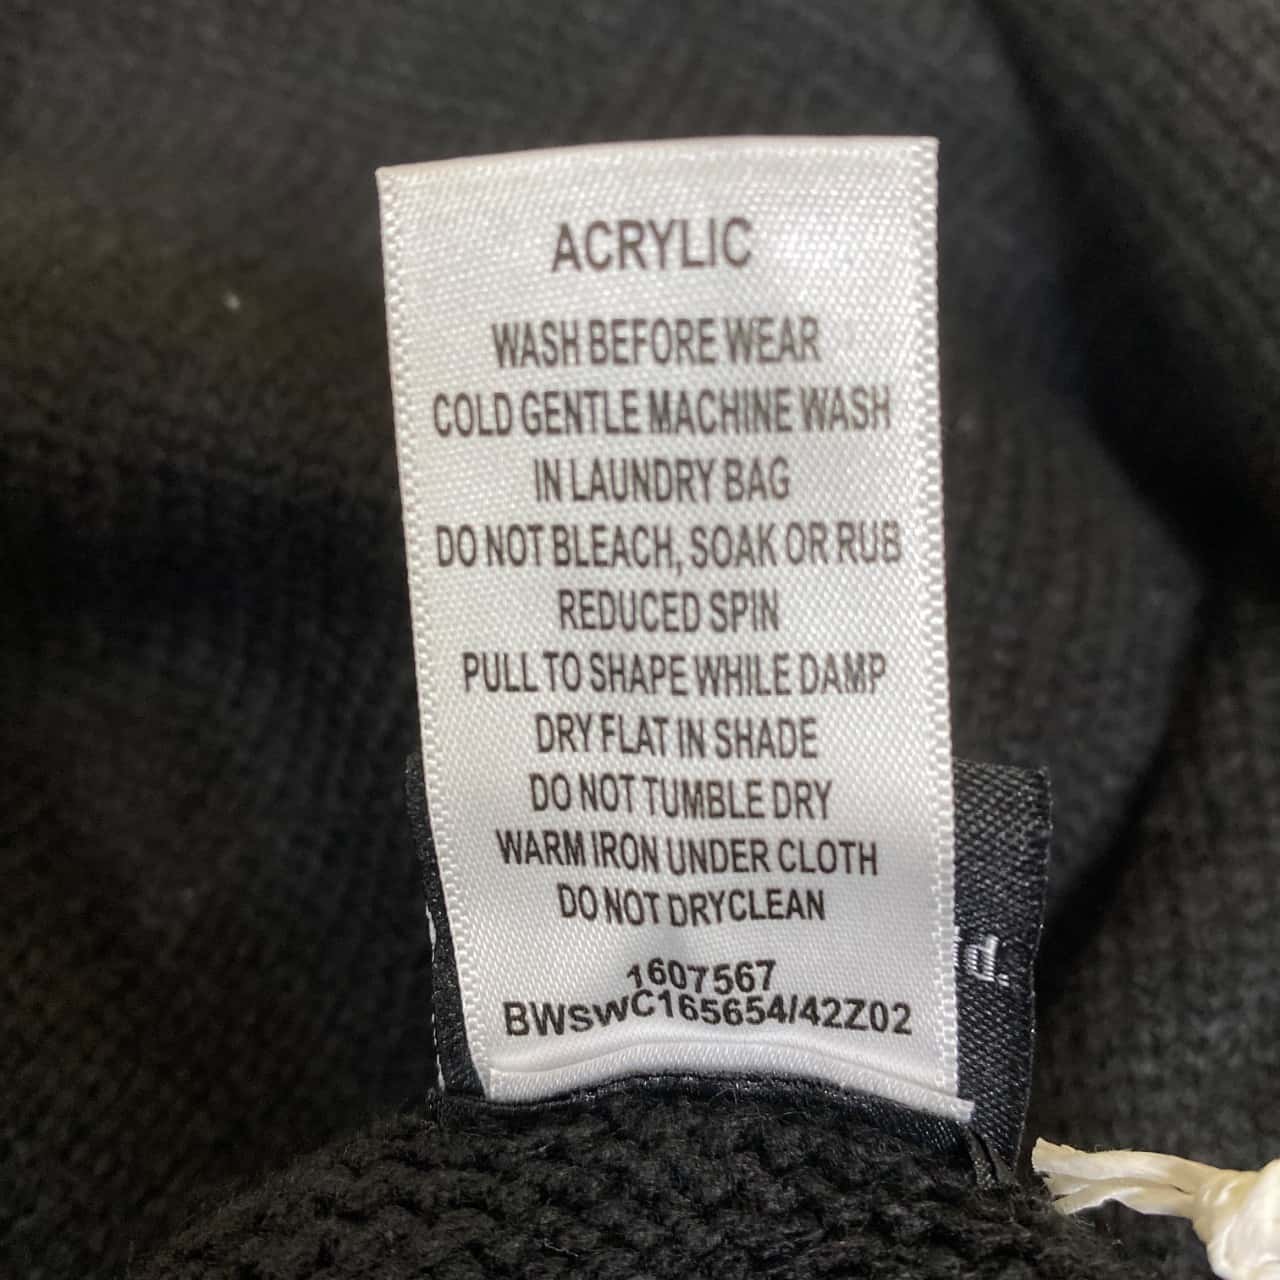 ACRYLIC
WASH BEFORE WEAR
COLD GENTLE MACHINE WASH
IN LAUNDRY BAG
DO NOT BLEACH, SOAK OR RUB
REDUCED SPIN
PULL TO SHAPE WHILE DAMP
DRY FLAT IN SHADE
DO NOT TUMBLE DRY
WARM IRON UNDER CLOTH
DO NOT DRYCLEAN
1607567
BWSWC165654/42Z02